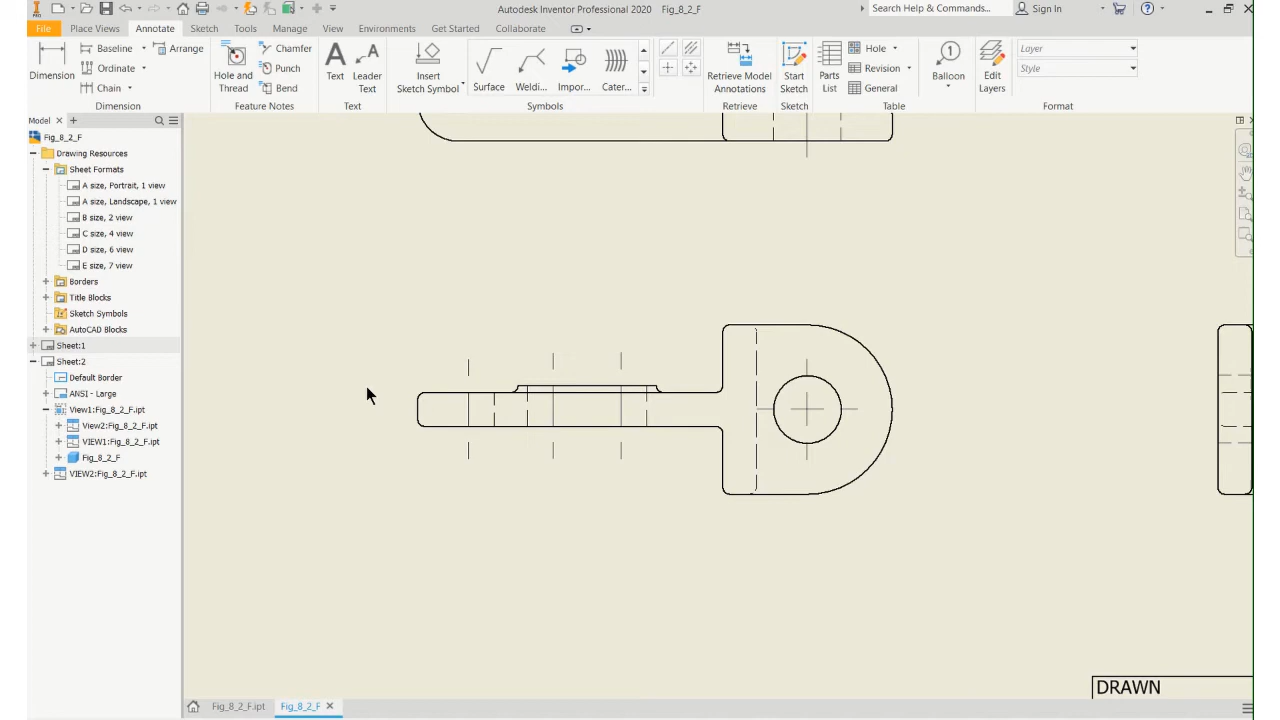 PRO
Autodesk Inventor Professional 2020 Fig_8_2_F
Search Help & Commands...
Sign In
File Place Views Annotate Sketch Tools Manage View Environments Get Started Collaborate
Dimension
Baseline
Ordinate
Chain
Arrange
Dimension
Hole and
Thread
Chamfer
Punch
Bend
Feature Notes
Text
Leader
Text
Text
Insert
Sketch Symbol
Surface
Weldi...
Impor...
Cater...
Symbols
Retrieve Model
Annotations
Retrieve
Start
Sketch
Sketch
Parts
List
Hole
Revision
General
Table
Balloon
Edit
Layers
Layer
Style
Format
Model
Fig_8_2_F
Drawing Resources
Sheet Formats
A size, Portrait, 1 view
A size, Landscape, 1 view
B size, 2 view
C size, 4 view
D size, 6 view
E size, 7 view
Borders
Title Blocks
Sketch Symbols
AutoCAD Blocks
Sheet:1
Sheet:2
Default Border
ANSI - Large
View1:Fig_8_2_F.ipt
View2:Fig_8_2_F.ipt
VIEW1:Fig_8_2_F.ipt
Fig_8_2_F
VIEW2:Fig_8_2_F.ipt
DRAWN
Fig_8_2_F.ipt
Fig_8_2_F